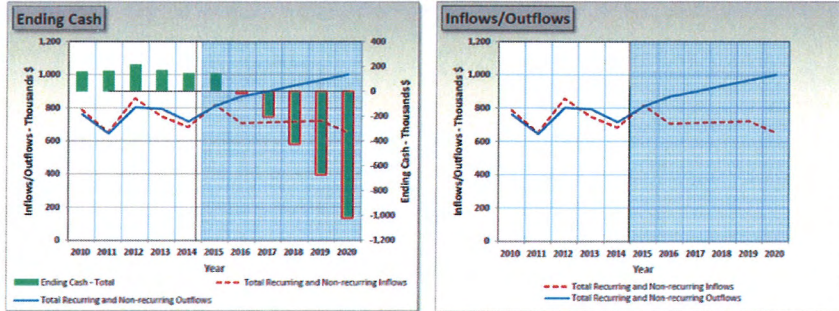 Ending Cash
1,200
1,000
800
600
400
200
0
Inflows/Outflows - Thousands $
400
200
0
-200
-400
-600
-800
-1,000
-1,200
Ending Cash - Thousands $
2010 2011 2012 2013 2014 2015 2016 2017 2018 2019 2020
Year
Ending Cash - Total
Total Recurring and Non-recurring Inflows
Total Recurring and Non-recurring Outflows
Inflows/Outflows
1,200
1,000
800
600
400
200
0
Inflows/Outflows - Thousands $
2010 2011 2012 2013 2014 2015 2016 2017 2018 2019 2020
Year
Total Recurring and Non-recurring Inflows
Total Recurring and Non-recurring Outflows